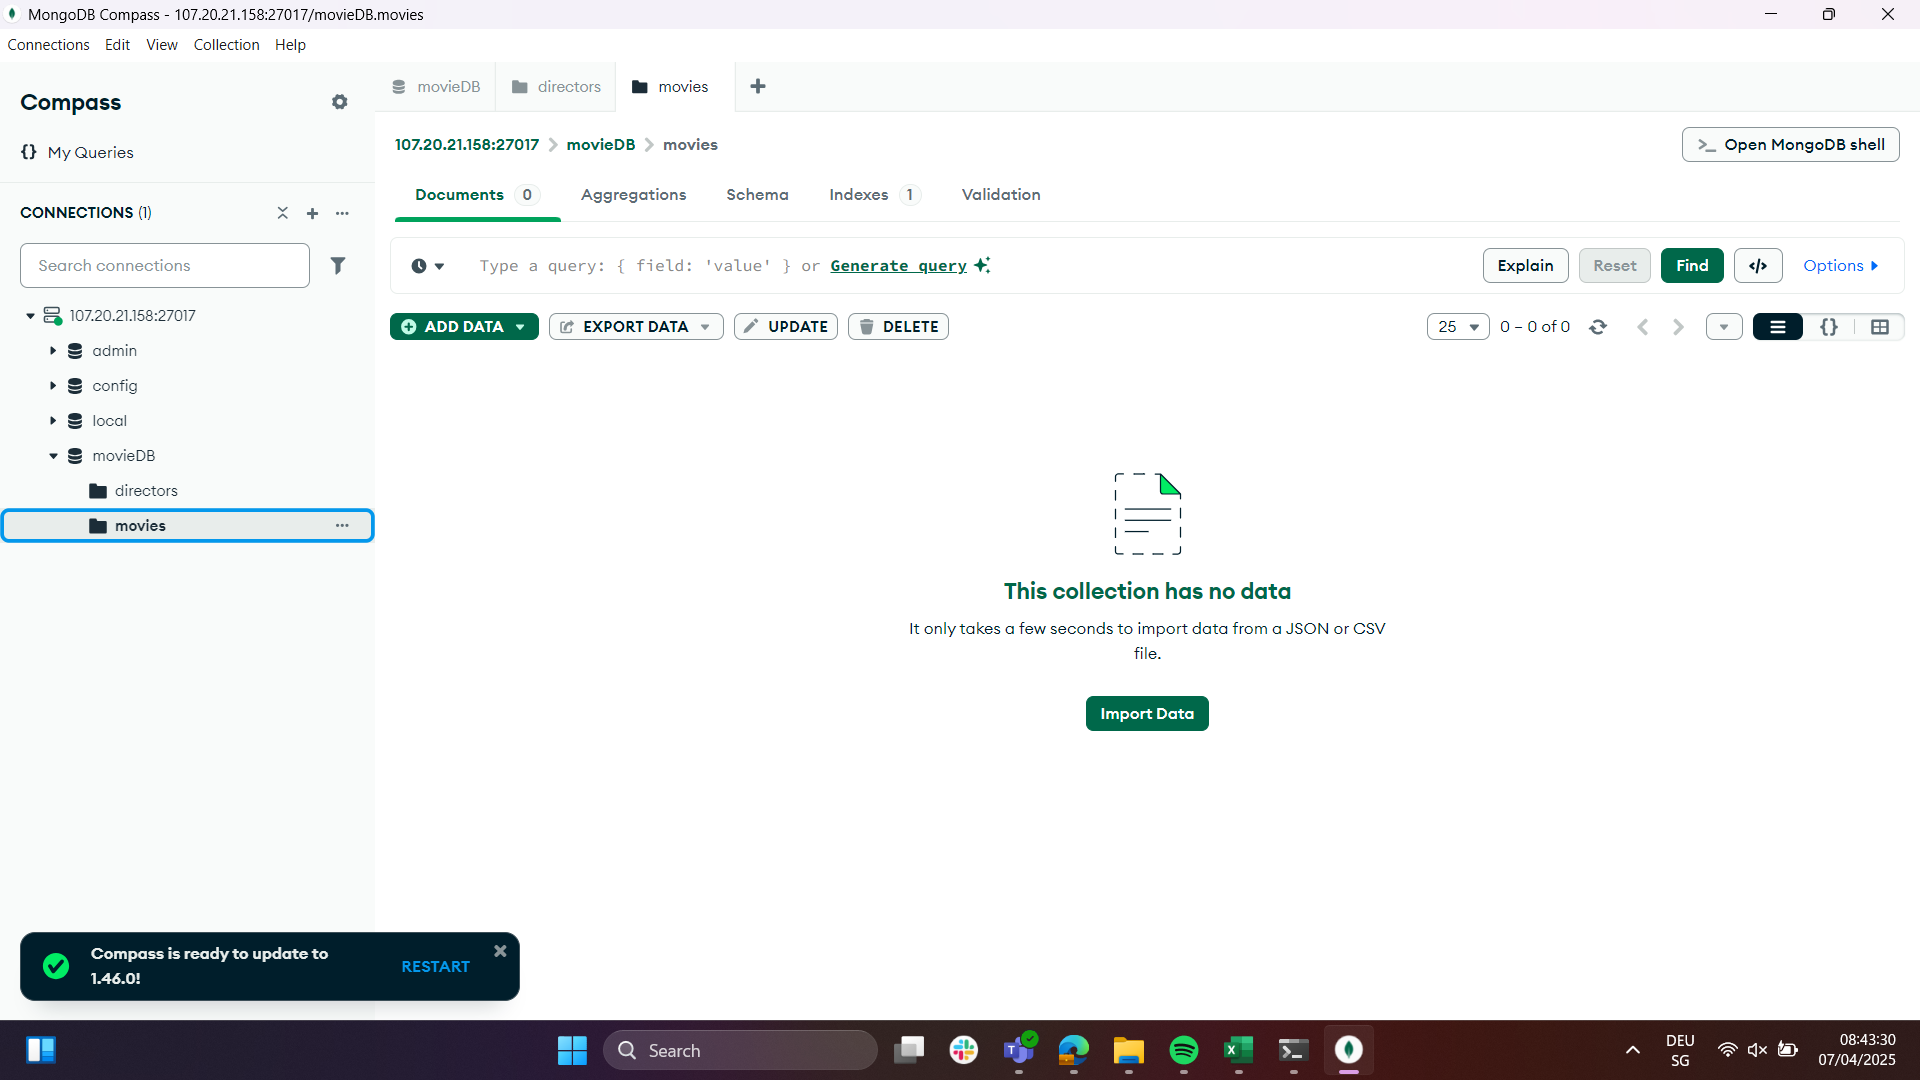 MongoDB Compass - 107.20.21.158:27017/movieDB.movies
Connections Edit View Collection Help
Compass
My Queries
CONNECTIONS (1)
Search connections
107.20.21.158:27017
admin
config
local
movieDB
directors
movies
movieDB directors movies
107.20.21.158:27017 movieDB movies
Open MongoDB shell
Documents 0 Aggregations Schema Indexes 1 Validation
Type a query: { field: 'value' } or Generate query
Explain Reset Find </> Options
ADD DATA EXPORT DATA UPDATE DELETE
25 0 – 0 of 0 {}
This collection has no data
It only takes a few seconds to import data from a JSON or CSV
file.
Import Data
Compass is ready to update to
1.46.0!
RESTART
Search
DEU
SG
08:43:30
07/04/2025